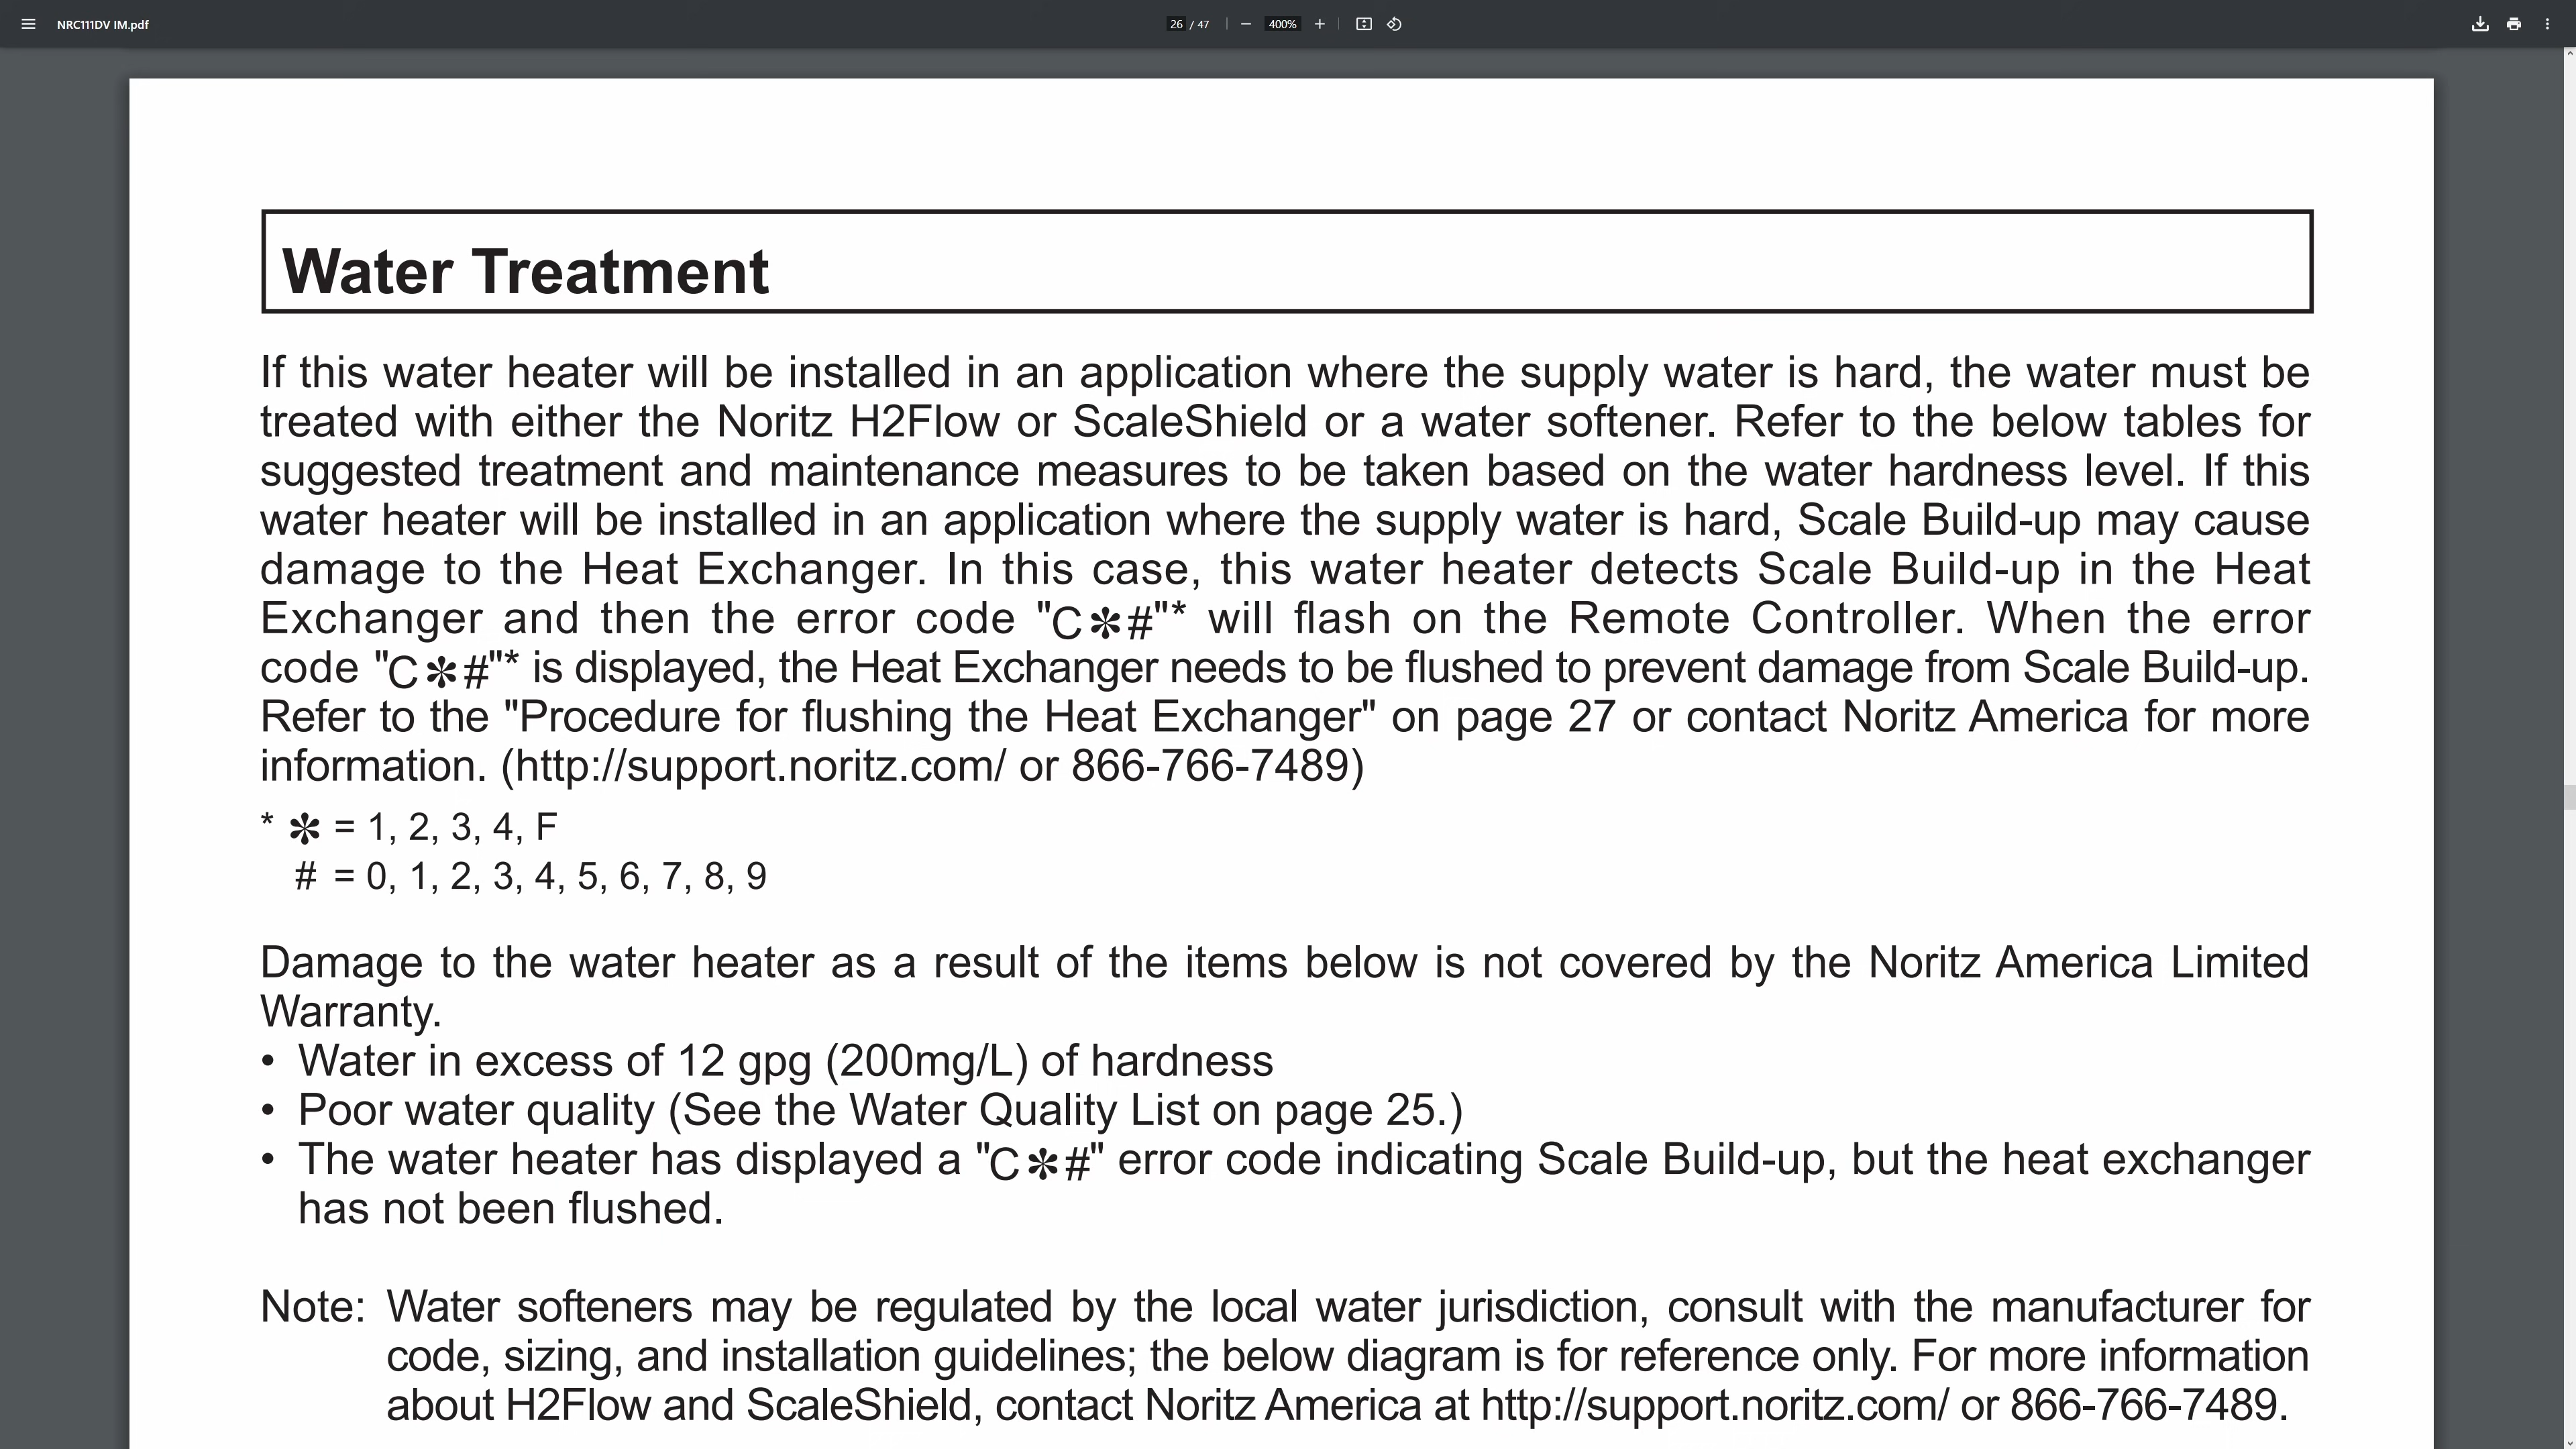 NRC111DV IM.pdf
26 / 47
400%
Water Treatment
If this water heater will be installed in an application where the supply water is hard, the water must be
treated with either the Noritz H2Flow or ScaleShield or a water softener. Refer to the below tables for
suggested treatment and maintenance measures to be taken based on the water hardness level. If this
water heater will be installed in an application where the supply water is hard, Scale Build-up may cause
damage to the Heat Exchanger. In this case, this water heater detects Scale Build-up in the Heat
Exchanger and then the error code "C✻#"* will flash on the Remote Controller. When the error
code "C✻#"* is displayed, the Heat Exchanger needs to be flushed to prevent damage from Scale Build-up.
Refer to the "Procedure for flushing the Heat Exchanger" on page 27 or contact Noritz America for more
information. (http://support.noritz.com/ or 866-766-7489)
* ✻ = 1, 2, 3, 4, F
# = 0, 1, 2, 3, 4, 5, 6, 7, 8, 9
Damage to the water heater as a result of the items below is not covered by the Noritz America Limited
Warranty.
• Water in excess of 12 gpg (200mg/L) of hardness
• Poor water quality (See the Water Quality List on page 25.)
• The water heater has displayed a "C✻#" error code indicating Scale Build-up, but the heat exchanger
has not been flushed.
Note: Water softeners may be regulated by the local water jurisdiction, consult with the manufacturer for
code, sizing, and installation guidelines; the below diagram is for reference only. For more information
about H2Flow and ScaleShield, contact Noritz America at http://support.noritz.com/ or 866-766-7489.